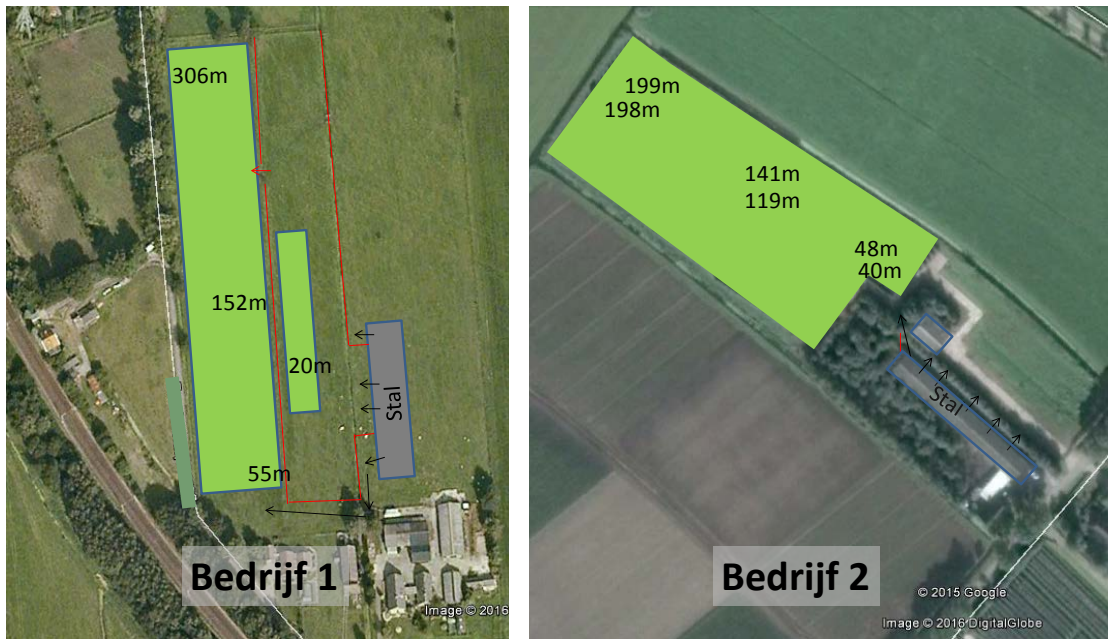 306m
152m
20m
Stal
55m
Bedrijf 1
Image © 2016
199m
198m
141m
119m
48m
40m
Stal
Bedrijf 2
© 2015 Google
Image © 2016 DigitalGlobe